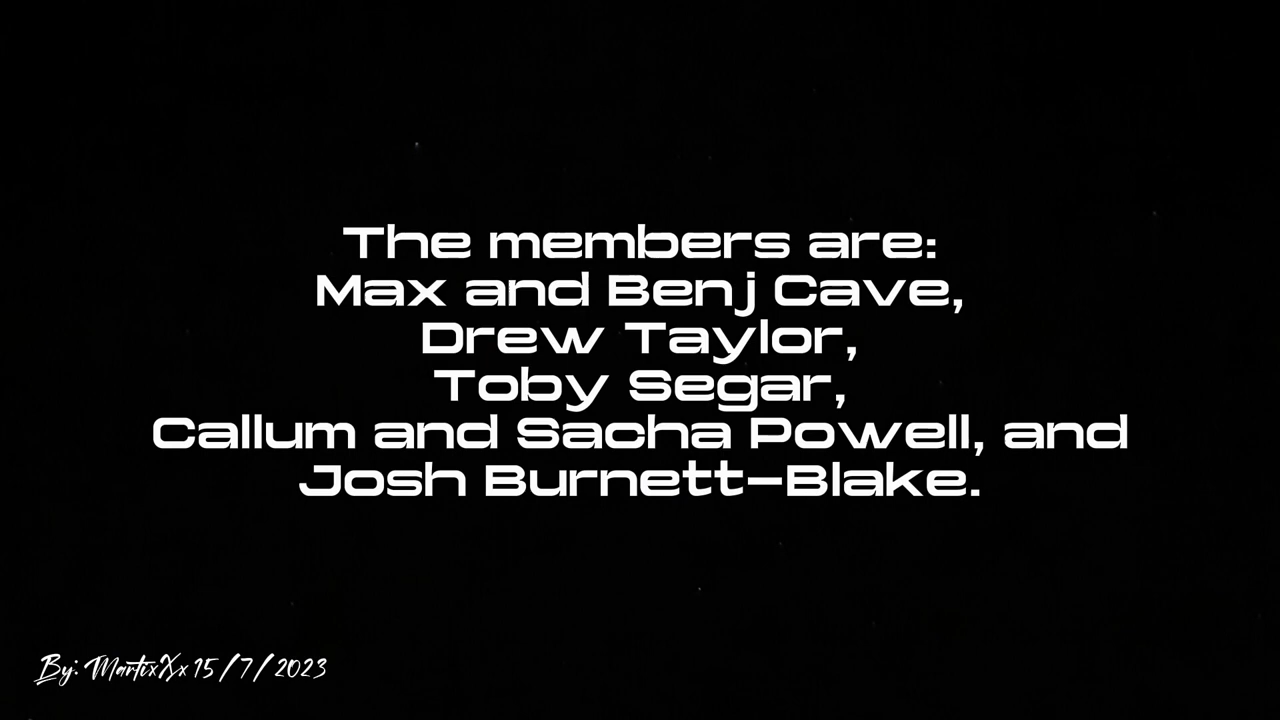 The members are:
Max and Benj Cave,
Drew Taylor,
Toby Segar,
Callum and Sacha Powell, and
Josh Burnett-Blake.
By: MartixXx 15/7/2023